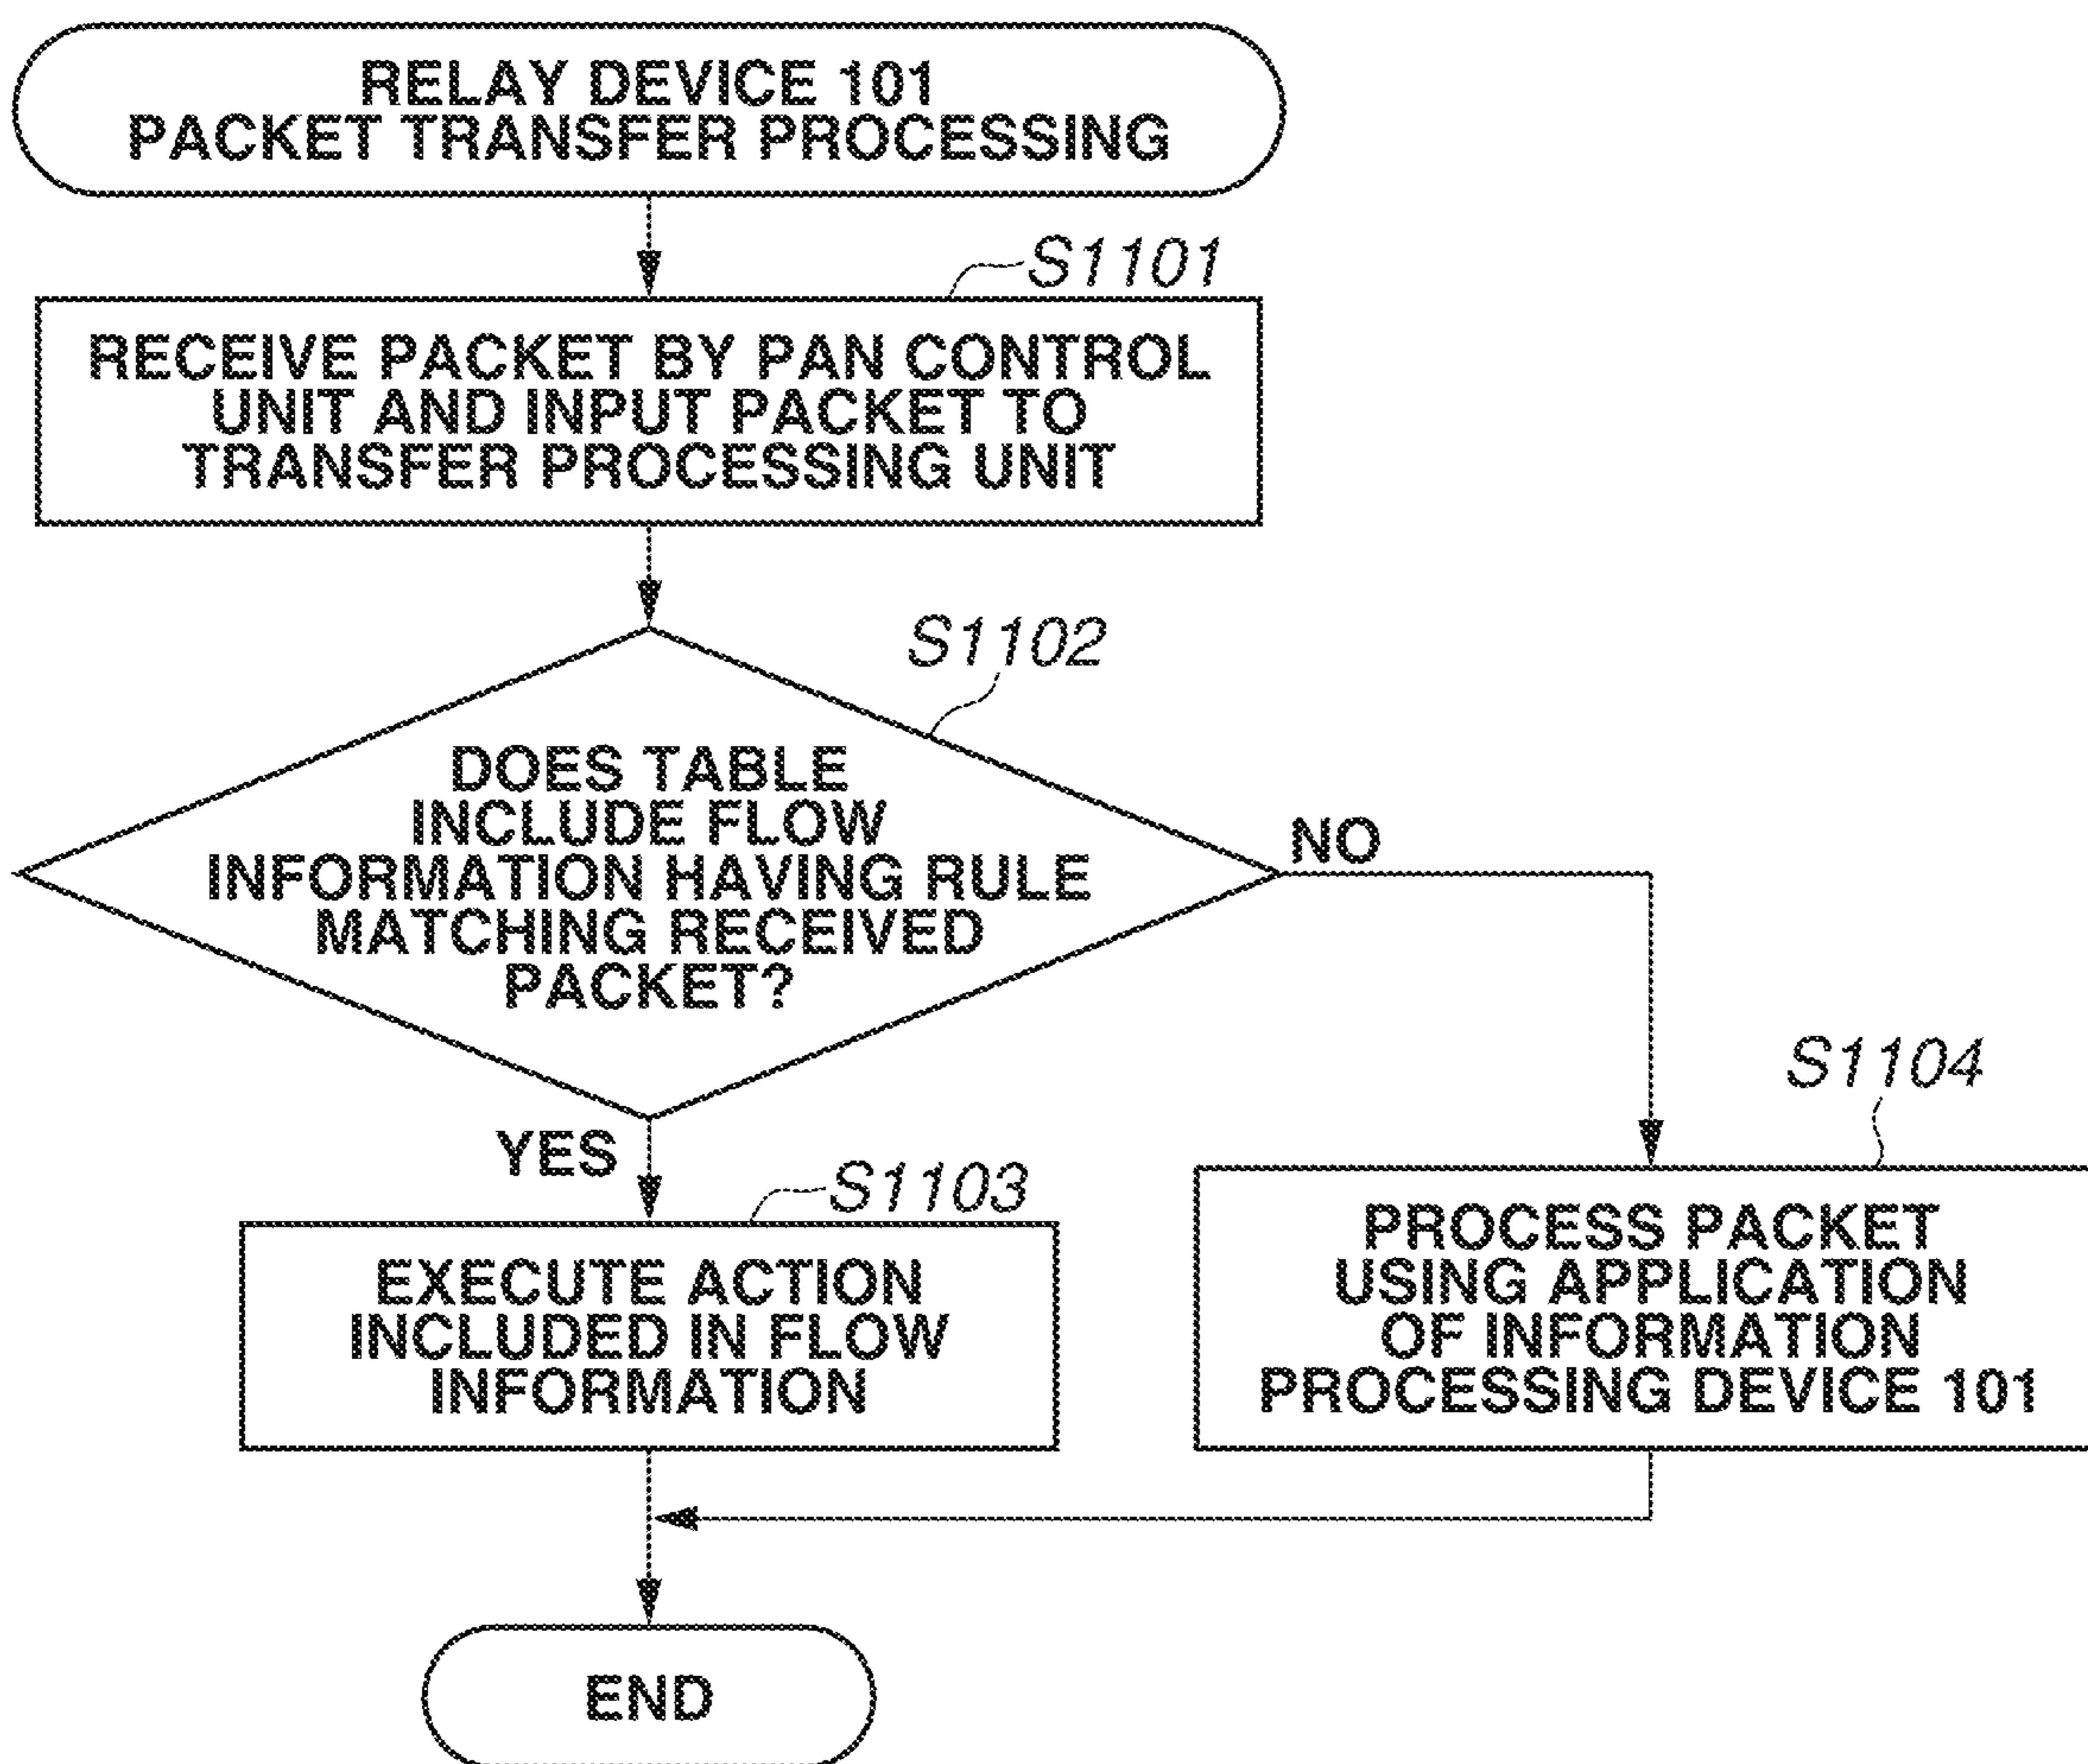 RELAY DEVICE 101
PACKET TRANSFER PROCESSING
S1101
RECEIVE PACKET BY PAN CONTROL
UNIT AND INPUT PACKET TO
TRANSFER PROCESSING UNIT
S1102
DOES TABLE
INCLUDE FLOW
INFORMATION HAVING RULE
MATCHING RECEIVED
PACKET?
NO
YES
S1103
EXECUTE ACTION
INCLUDED IN FLOW
INFORMATION
S1104
PROCESS PACKET
USING APPLICATION
OF INFORMATION
PROCESSING DEVICE 101
END